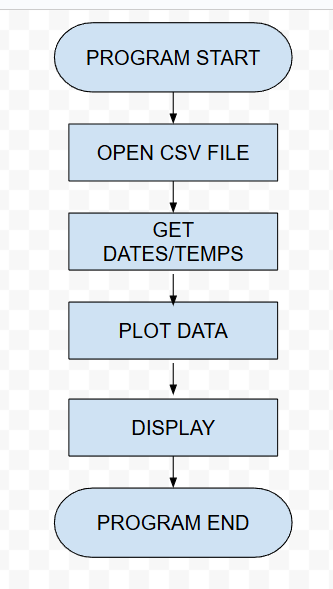 PROGRAM START
OPEN CSV FILE
GET
DATES/TEMPS
PLOT DATA
DISPLAY
PROGRAM END